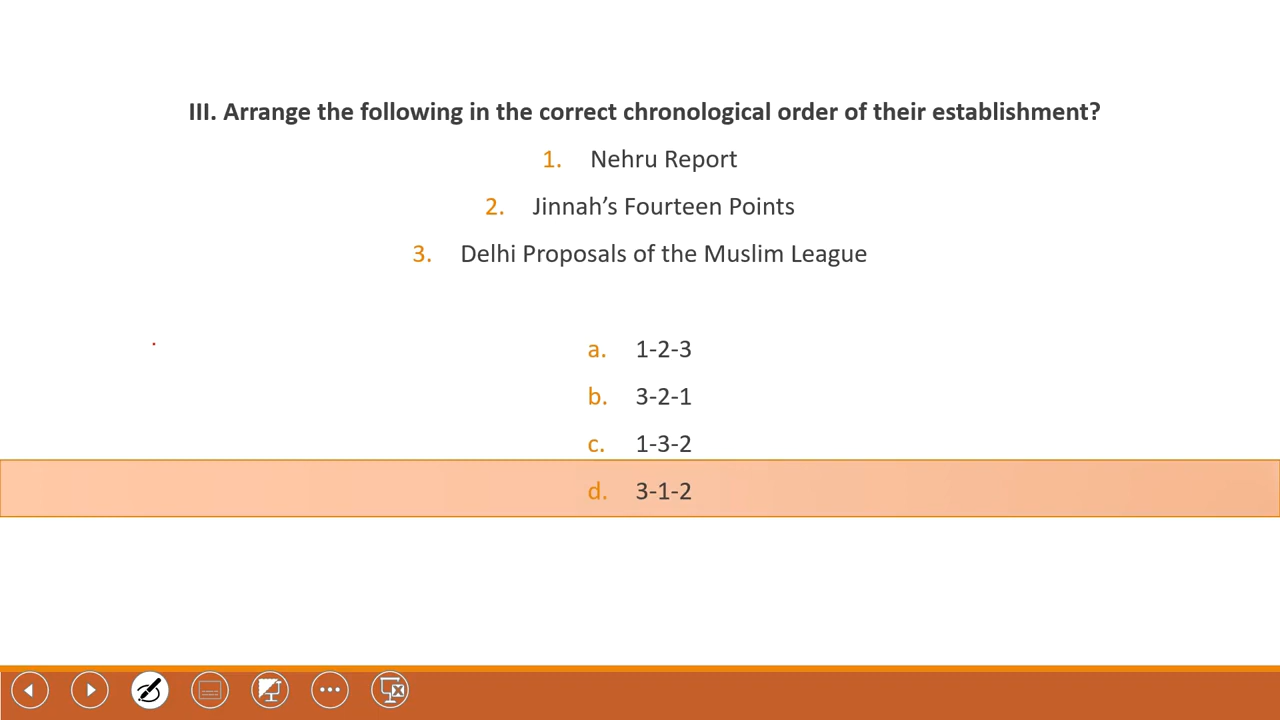 III. Arrange the following in the correct chronological order of their establishment?
1. Nehru Report
2. Jinnah’s Fourteen Points
3. Delhi Proposals of the Muslim League
a. 1-2-3
b. 3-2-1
c. 1-3-2
d. 3-1-2